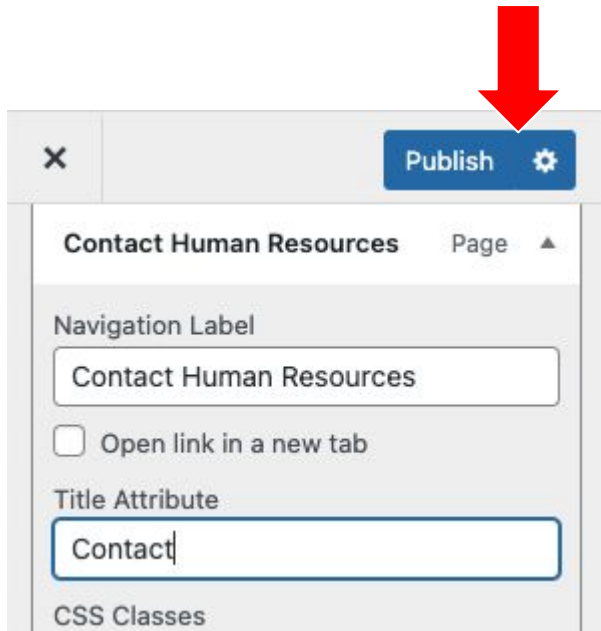 Publish
Contact Human Resources Page
Navigation Label
Contact Human Resources
Open link in a new tab
Title Attribute
Contact
CSS Classes